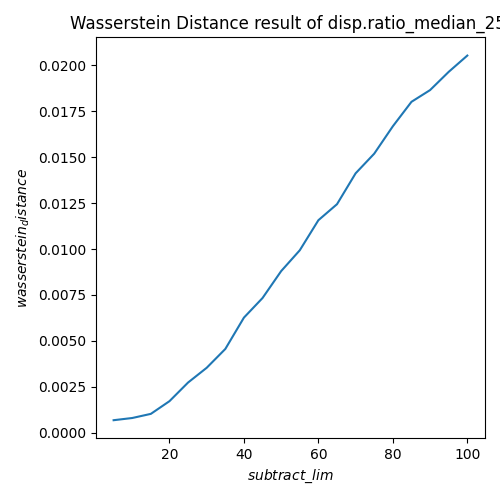 Wasserstein Distance result of disp.ratio_median_25
0.0200
0.0175
0.0150
0.0125
0.0100
0.0075
0.0050
0.0025
0.0000
wasserstein_distance
20 40 60 80 100
subtract_lim